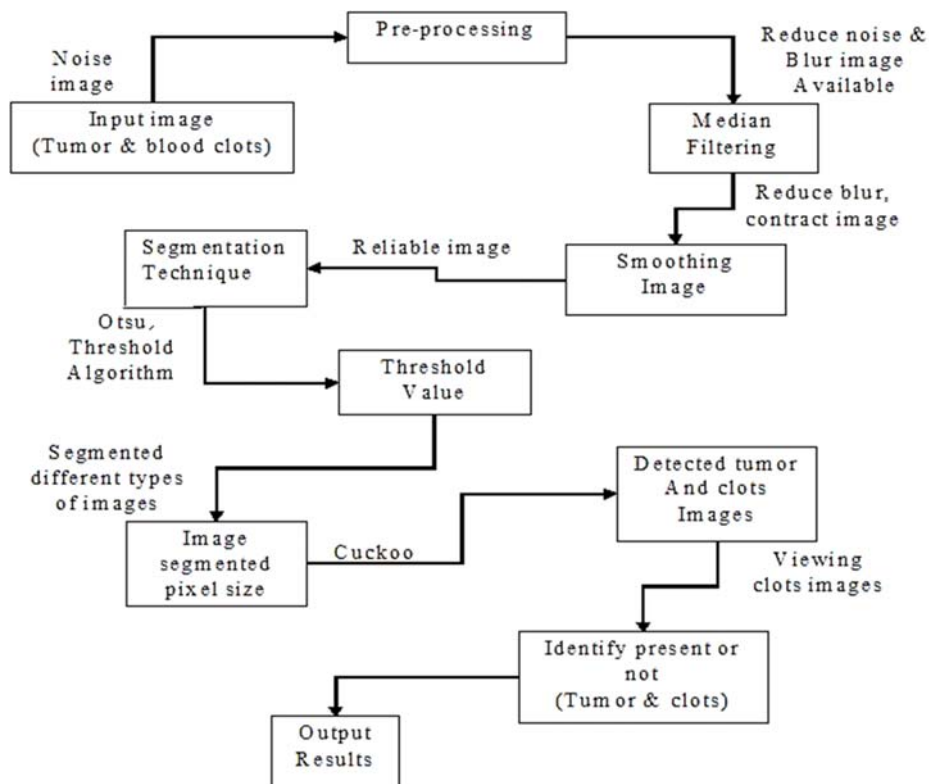 Pre-processing
Noise
image
Reduce noise &
Blur image
Available
Input image
(Tumor & blood clots)
Median
Filtering
Reduce blur,
contract image
Segmentation
Technique
Reliable image
Smoothing
Image
Otsu,
Threshold
Algorithm
Threshold
Value
Segmented
different types
of images
Detected tumor
And clots
Images
Image
segmented
pixel size
Cuckoo
Viewing
clots images
Identify present or
not
(Tumor & clots)
Output
Results